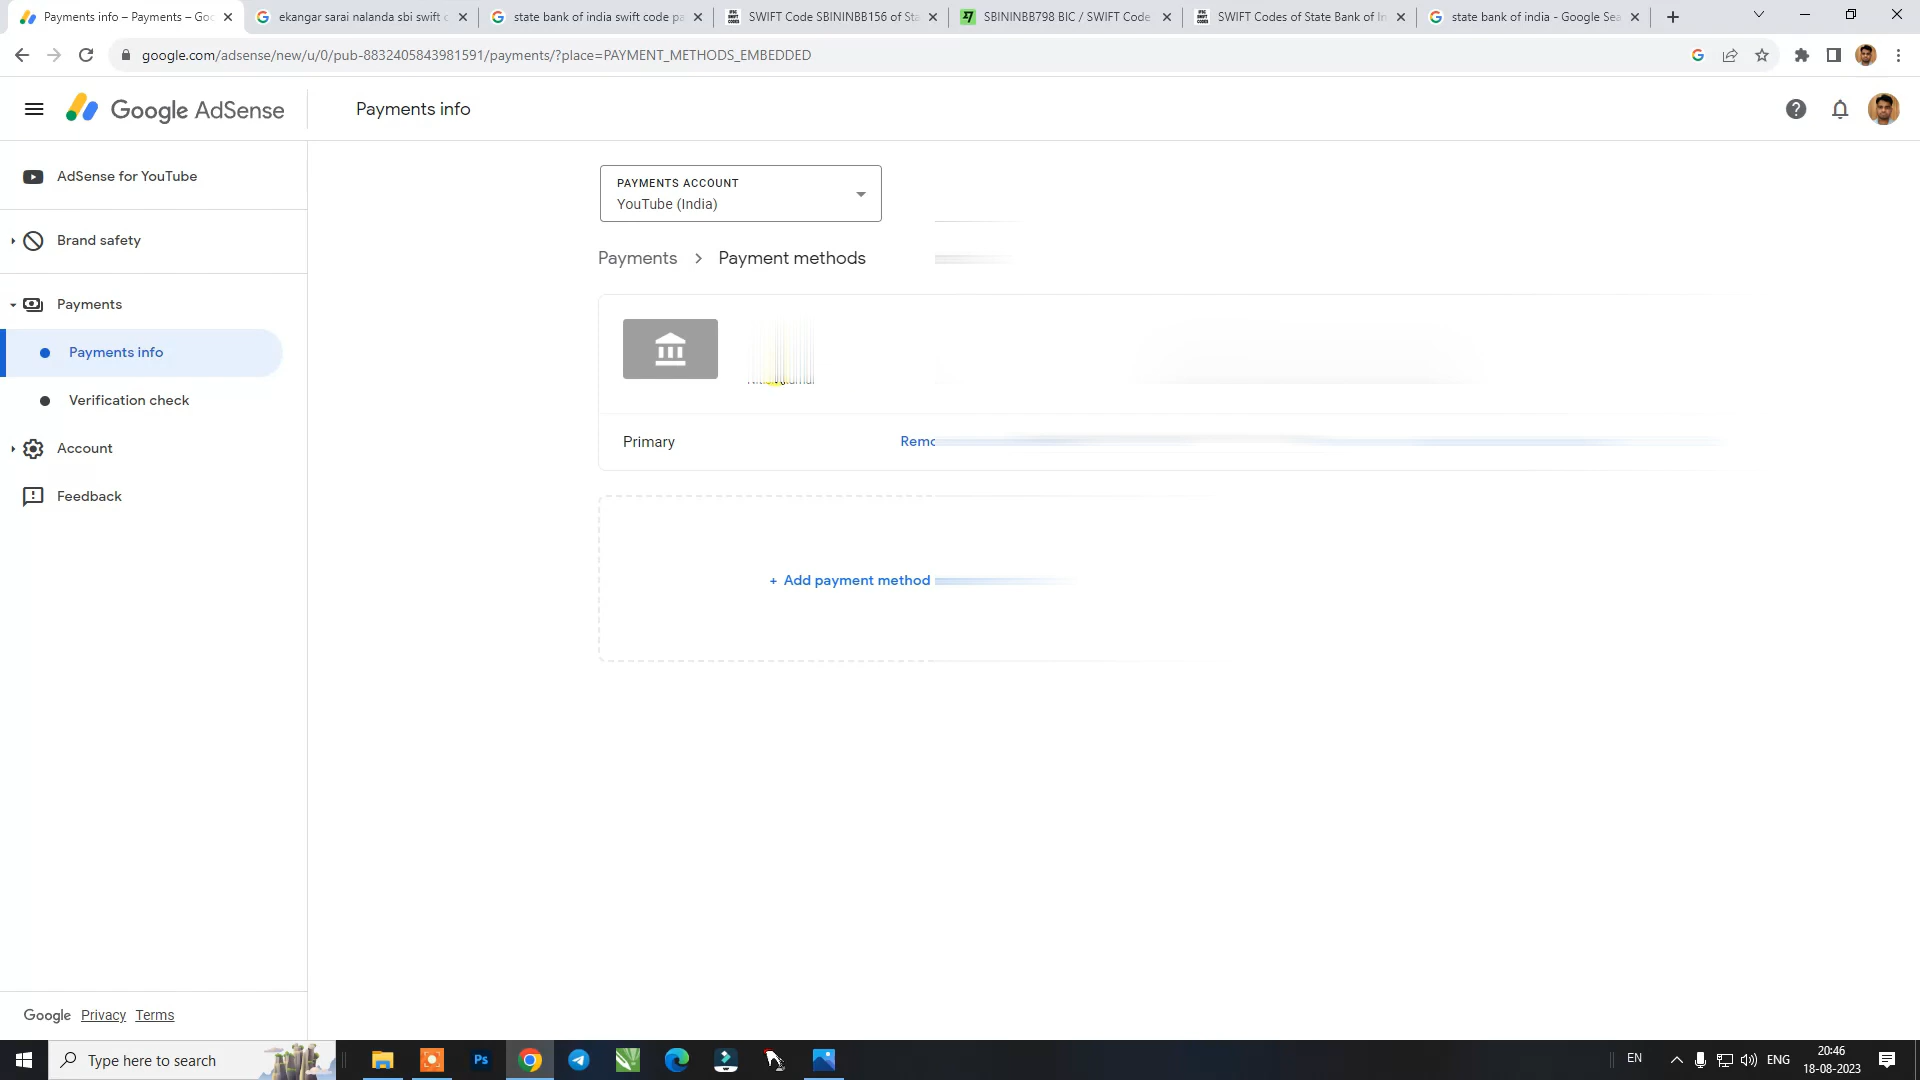 Payments info – Payments – Goo
ekangar sarai nalanda sbi swift c
state bank of india swift code pa
SWIFT Code SBININBB156 of Sta
SBININBB798 BIC / SWIFT Code
SWIFT Codes of State Bank of In
state bank of india - Google Sea
google.com/adsense/new/u/0/pub-8832405843981591/payments/?place=PAYMENT_METHODS_EMBEDDED
Google AdSense
Payments info
AdSense for YouTube
Brand safety
Payments
Payments info
Verification check
Account
Feedback
PAYMENTS ACCOUNT
YouTube (India)
Payments > Payment methods
Primary
Remo
+ Add payment method
Google Privacy Terms
Type here to search
Ps
EN
ENG
20:46
18-08-2023